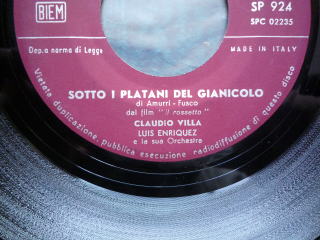 BIEM
SP 924
SPC 02235
Dep. a norma di Legge
MADE IN ITALY
SOTTO I PLATANI DEL GIANICOLO
di Amurri - Fusco
dal film "il rossetto"
CLAUDIO VILLA
LUIS ENRIQUEZ
e la sua Orchestra
Vietata duplicazione pubblica esecuzione radiodiffusione di questo disco